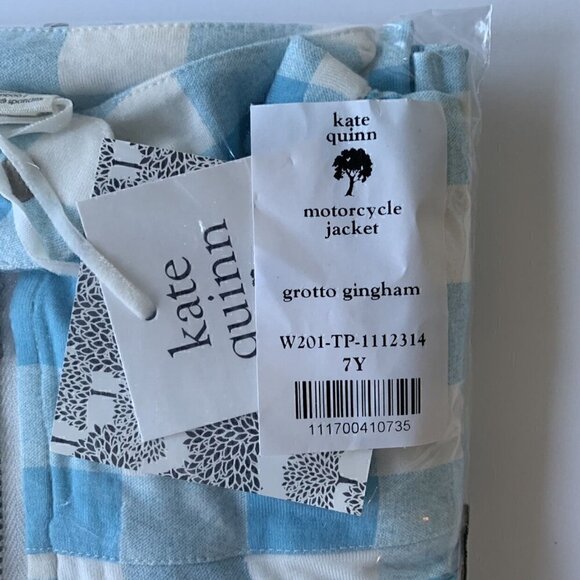 kate
quinn
motorcycle
jacket
grotto gingham
W201-TP-1112314
7Y
111700410735
kate
quinn